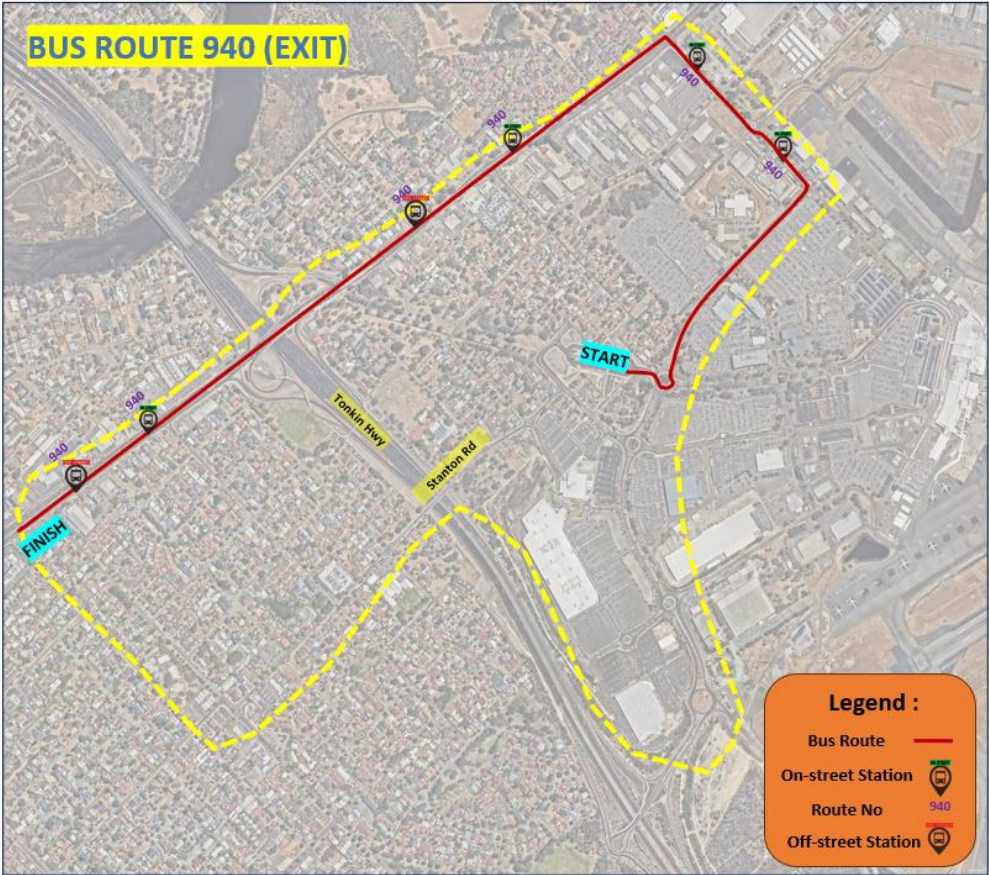 BUS ROUTE 940 (EXIT)
940
940
940
940
START
940
Tonkin Hwy
Stanton Rd
940
FINISH
Legend :
Bus Route
On-street Station
Route No 940
Off-street Station